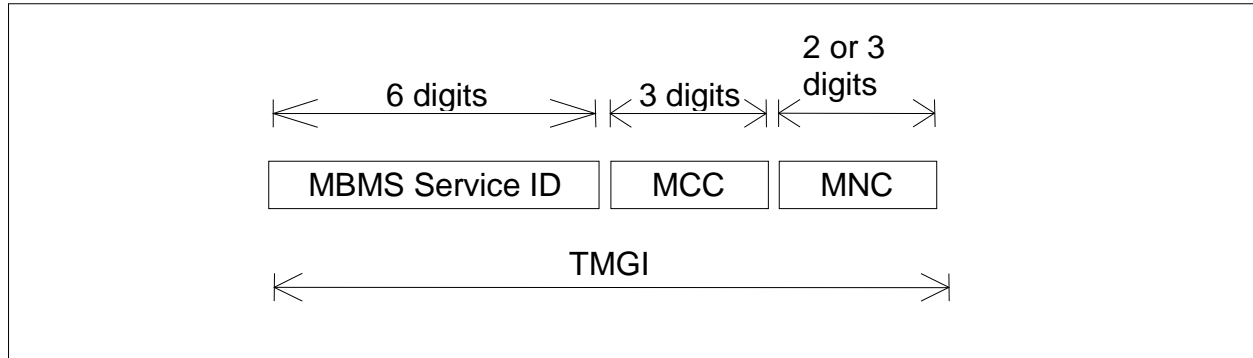 2 or 3
digits
6 digits
3 digits
MBMS Service ID
MCC
MNC
TMGI